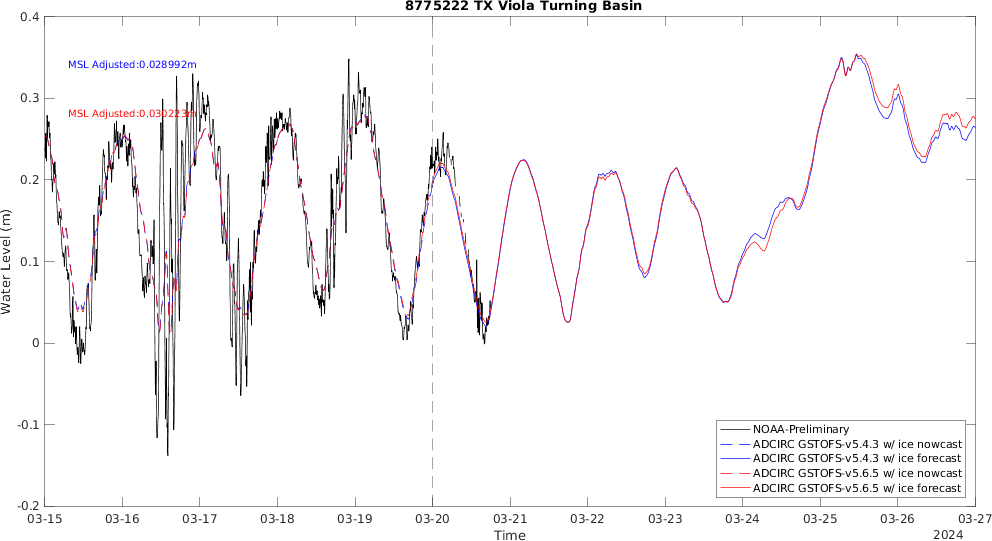 8775222 TX Viola Turning Basin
0.4
0.3
0.2
0.1
0
-0.1
-0.2
Water Level (m)
MSL Adjusted:0.028992m
MSL Adjusted:0.030223m
NOAA-Preliminary
ADCIRC GSTOFS-v5.4.3 w/ ice nowcast
ADCIRC GSTOFS-v5.4.3 w/ ice forecast
ADCIRC GSTOFS-v5.6.5 w/ ice nowcast
ADCIRC GSTOFS-v5.6.5 w/ ice forecast
03-15 03-16 03-17 03-18 03-19 03-20 03-21 03-22 03-23 03-24 03-25 03-26 03-27
Time
2024